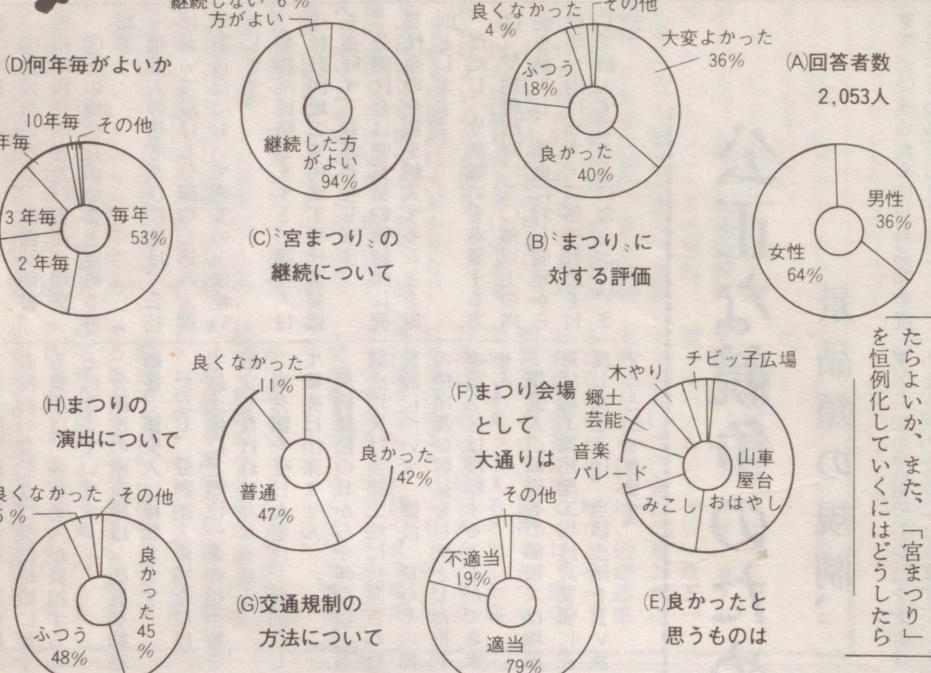 (A)回答者数
2,053人
男性
36%
女性
64%
(B)〝まつり〟に
対する評価
大変よかった
36%
良かった
40%
ふつう
18%
良くなかった
4%
その他
(C)〝宮まつり〟の
継続について
継続した方
がよい
94%
継続しない 6%
方がよい
(D)何年毎がよいか
毎年
53%
2年毎
3年毎
年毎
10年毎
その他
(E)良かったと
思うものは
山車
屋台
おはやし
みこし
音楽
パレード
郷土
芸能
木やり
チビッ子広場
(F)まつり会場
として
大通りは
適当
79%
不適当
19%
その他
(G)交通規制の
方法について
良かった
42%
普通
47%
良くなかった
11%
(H)まつりの
演出について
良かった45%
ふつう
48%
良くなかった
5%
その他
たらよいか、また、「宮まつり」
を恒例化していくにはどうしたら